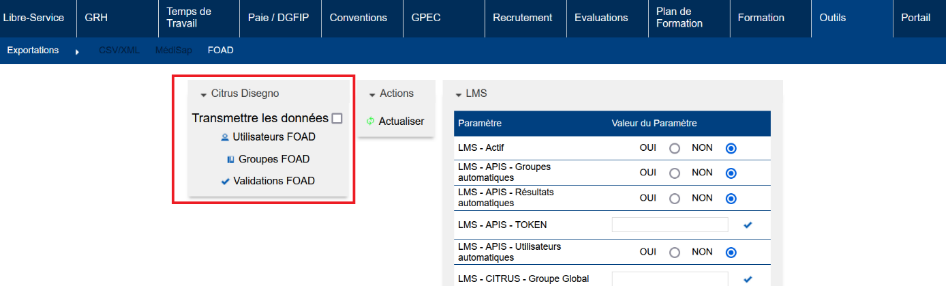 Libre-Service GRH Temps de Travail Paie / DGFIP Conventions GPEC Recrutement Evaluations Plan de Formation Formation Outils Portail
Exportations CSV/XML MediSap FOAD
Citrus Disegno
Transmettre les données
Utilisateurs FOAD
Groupes FOAD
Validations FOAD
Actions
Actualiser
LMS
Paramètre Valeur du Paramètre
LMS - Actif OUI NON
LMS - APIS - Groupes
automatiques OUI NON
LMS - APIS - Résultats
automatiques OUI NON
LMS - APIS - TOKEN
LMS - APIS - Utilisateurs
automatiques OUI NON
LMS - CITRUS - Groupe Global